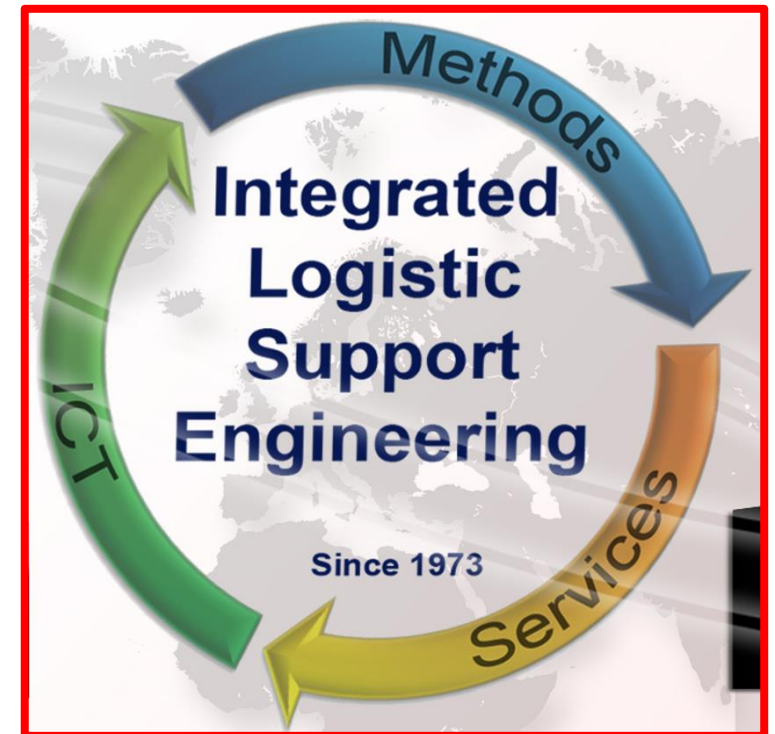 Methods
Integrated
Logistic
Support
Engineering
Since 1973
ICT
Services